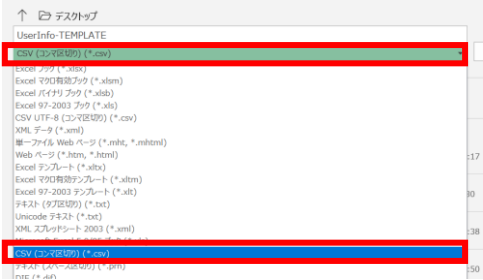 ↑ デスクトップ
UserInfo-TEMPLATE
CSV (コンマ区切り) (*.csv)
Excel ブック (*.xlsx)
Excel マクロ有効ブック (*.xlsm)
Excel バイナリ ブック (*.xlsb)
Excel 97-2003 ブック (*.xls)
CSV UTF-8 (コンマ区切り) (*.csv)
XML データ (*.xml)
単一ファイル Web ページ (*.mht, *.mhtml)
Web ページ (*.htm, *.html)
Excel テンプレート (*.xltx)
Excel マクロ有効テンプレート (*.xltm)
Excel 97-2003 テンプレート (*.xlt)
テキスト (タブ区切り) (*.txt)
Unicode テキスト (*.txt)
XML スプレッドシート 2003 (*.xml)
CSV (コンマ区切り) (*.csv)
テキスト (スペース区切り) (*.prn)
DIF (*.dif)
:17
:38
:50